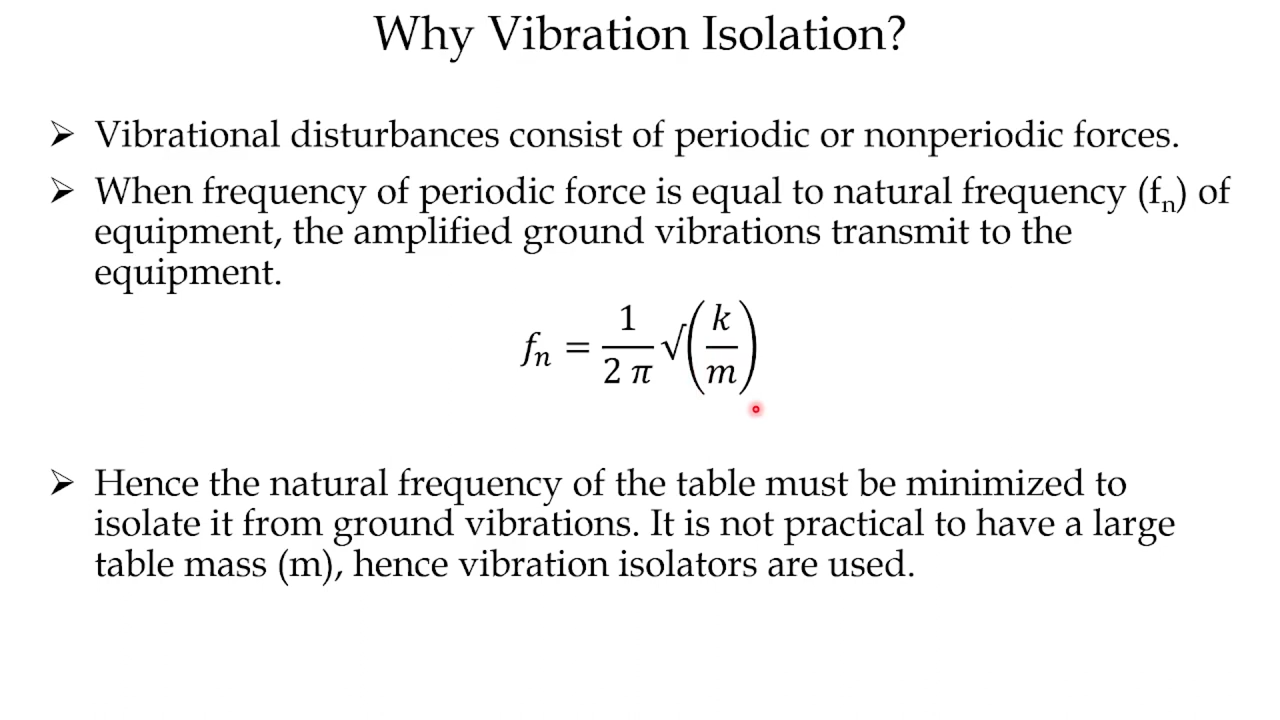 Why Vibration Isolation?
➢ Vibrational disturbances consist of periodic or nonperiodic forces.
➢ When frequency of periodic force is equal to natural frequency (fₙ) of
equipment, the amplified ground vibrations transmit to the
equipment.
fₙ = 1/(2 π) √(k/m)
➢ Hence the natural frequency of the table must be minimized to
isolate it from ground vibrations. It is not practical to have a large
table mass (m), hence vibration isolators are used.